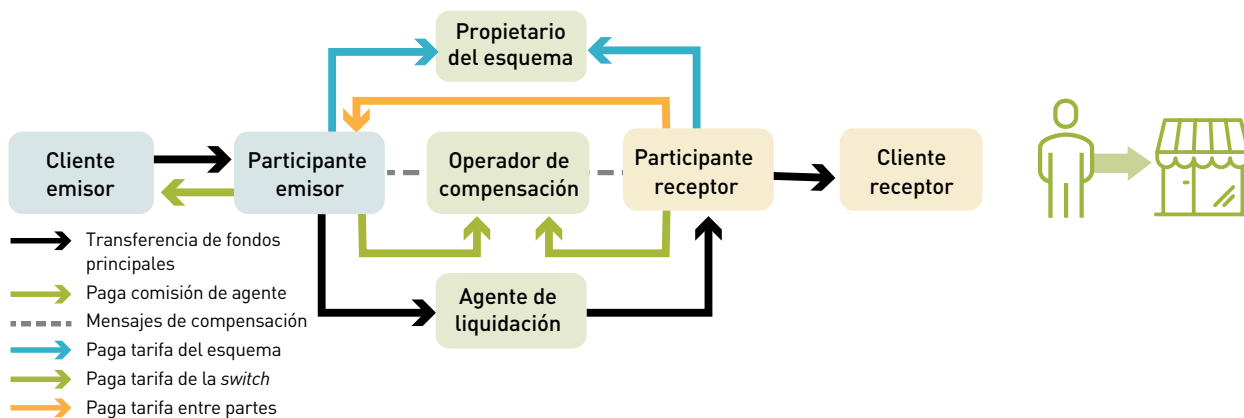 Propietario
del esquema
Cliente
emisor
Participante
emisor
Operador de
compensación
Participante
receptor
Cliente
receptor
Agente de
liquidación
Transferencia de fondos
principales
Paga comisión de agente
Mensajes de compensación
Paga tarifa del esquema
Paga tarifa de la switch
Paga tarifa entre partes